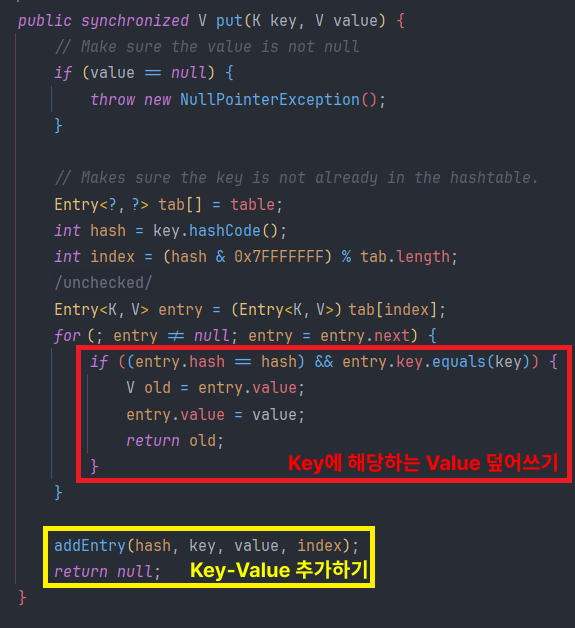 public synchronized V put(K key, V value) {
// Make sure the value is not null
if (value == null) {
throw new NullPointerException();
}
// Makes sure the key is not already in the hashtable.
Entry<?, ?> tab[] = table;
int hash = key.hashCode();
int index = (hash & 0x7FFFFFFF) % tab.length;
/unchecked/
Entry<K, V> entry = (Entry<K, V>) tab[index];
for (; entry ≠ null; entry = entry.next) {
if ((entry.hash == hash) && entry.key.equals(key)) {
V old = entry.value;
entry.value = value;
return old;
}
Key에 해당하는 Value 덮어쓰기
}
addEntry(hash, key, value, index);
return null;
Key-Value 추가하기
}